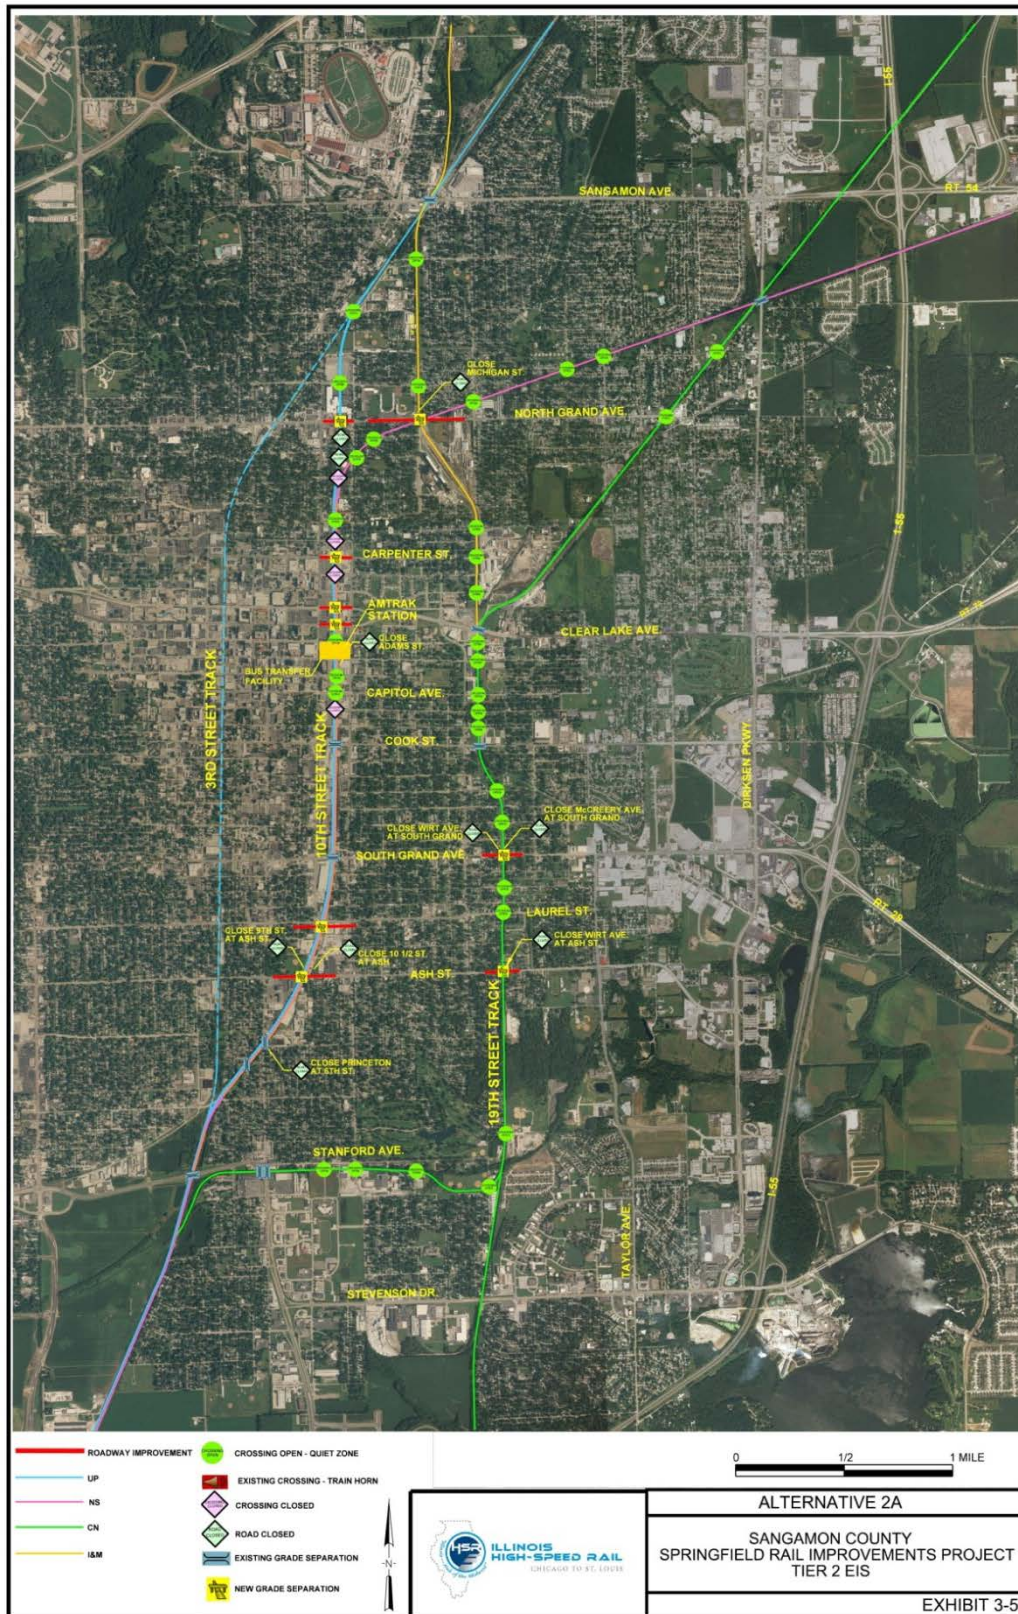 I-55
SANGAMON AVE.
RT. 54
CLOSE
MICHIGAN ST.
NORTH GRAND AVE.
I-55
CARPENTER ST.
AMTRAK
STATION
RT. 72
CLEAR LAKE AVE.
CLOSE
ADAMS ST.
BUS TRANSFER
FACILITY
3RD STREET TRACK
CAPITOL AVE.
COOK ST.
10TH STREET TRACK
DIRKSEN PKWY
CLOSE McCREERY AVE.
AT SOUTH GRAND
CLOSE WIRT AVE.
AT SOUTH GRAND
SOUTH GRAND AVE.
LAUREL ST.
RT. 29
CLOSE 9TH ST.
AT ASH ST.
CLOSE 10 1/2 ST.
AT ASH
CLOSE WIRT AVE.
AT ASH ST.
ASH ST.
19TH STREET TRACK
CLOSE PRINCETON
AT 5TH ST.
STANFORD AVE.
I-55
TAYLOR AVE.
STEVENSON DR.
ROADWAY IMPROVEMENT
UP
NS
CN
I&M
CROSSING OPEN - QUIET ZONE
EXISTING CROSSING - TRAIN HORN
CROSSING CLOSED
ROAD CLOSED
EXISTING GRADE SEPARATION
NEW GRADE SEPARATION
-N-
0 1/2 1 MILE
HSR
ILLINOIS
HIGH-SPEED RAIL
CHICAGO TO ST. LOUIS
ALTERNATIVE 2A
SANGAMON COUNTY
SPRINGFIELD RAIL IMPROVEMENTS PROJECT
TIER 2 EIS
EXHIBIT 3-5